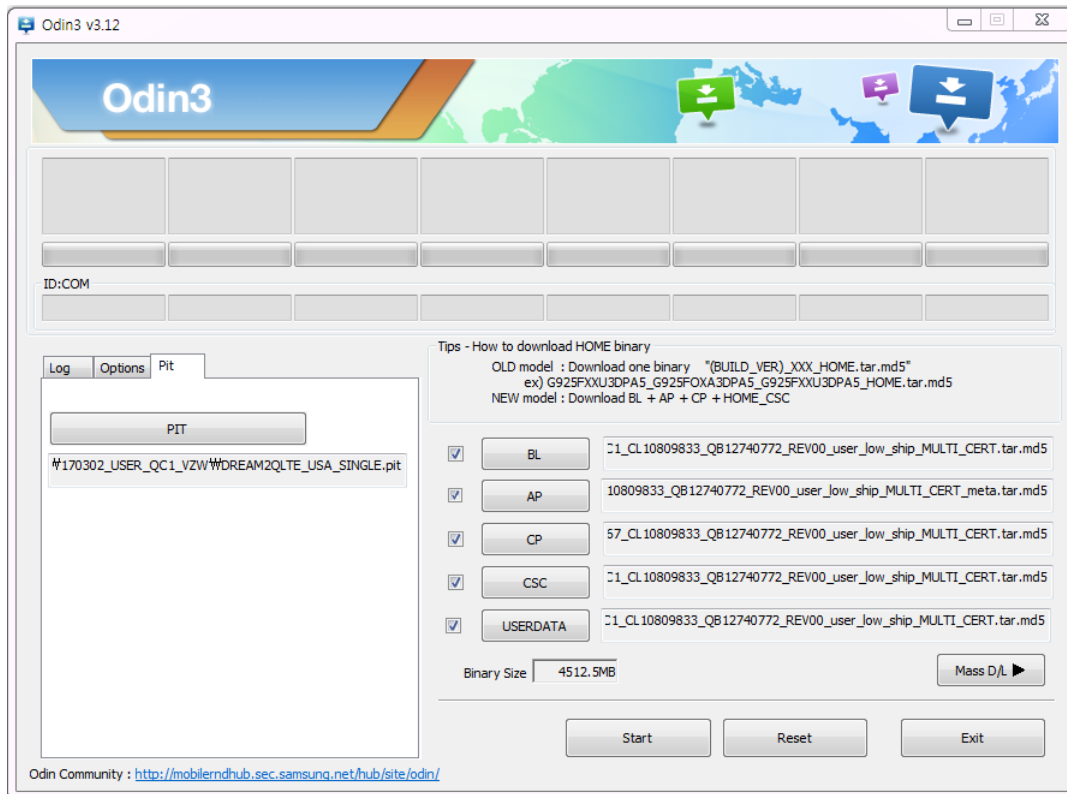 Odin3 v3.12
Odin3
ID:COM
Log
Options
Pit
PIT
₩170302_USER_QC1_VZW₩DREAM2QLTE_USA_SINGLE.pit
Tips - How to download HOME binary
OLD model : Download one binary "(BUILD_VER)_XXX_HOME.tar.md5"
ex) G925FXXU3DPA5_G925FOXA3DPA5_G925FXXU3DPA5_HOME.tar.md5
NEW model : Download BL + AP + CP + HOME_CSC
BL
C1_CL10809833_QB12740772_REV00_user_low_ship_MULTI_CERT.tar.md5
AP
10809833_QB12740772_REV00_user_low_ship_MULTI_CERT_meta.tar.md5
CP
67_CL10809833_QB12740772_REV00_user_low_ship_MULTI_CERT.tar.md5
CSC
C1_CL10809833_QB12740772_REV00_user_low_ship_MULTI_CERT.tar.md5
USERDATA
C1_CL10809833_QB12740772_REV00_user_low_ship_MULTI_CERT.tar.md5
Binary Size 4512.5MB
Mass D/L ▶
Start
Reset
Exit
Odin Community : http://mobilerndhub.sec.samsung.net/hub/site/odin/